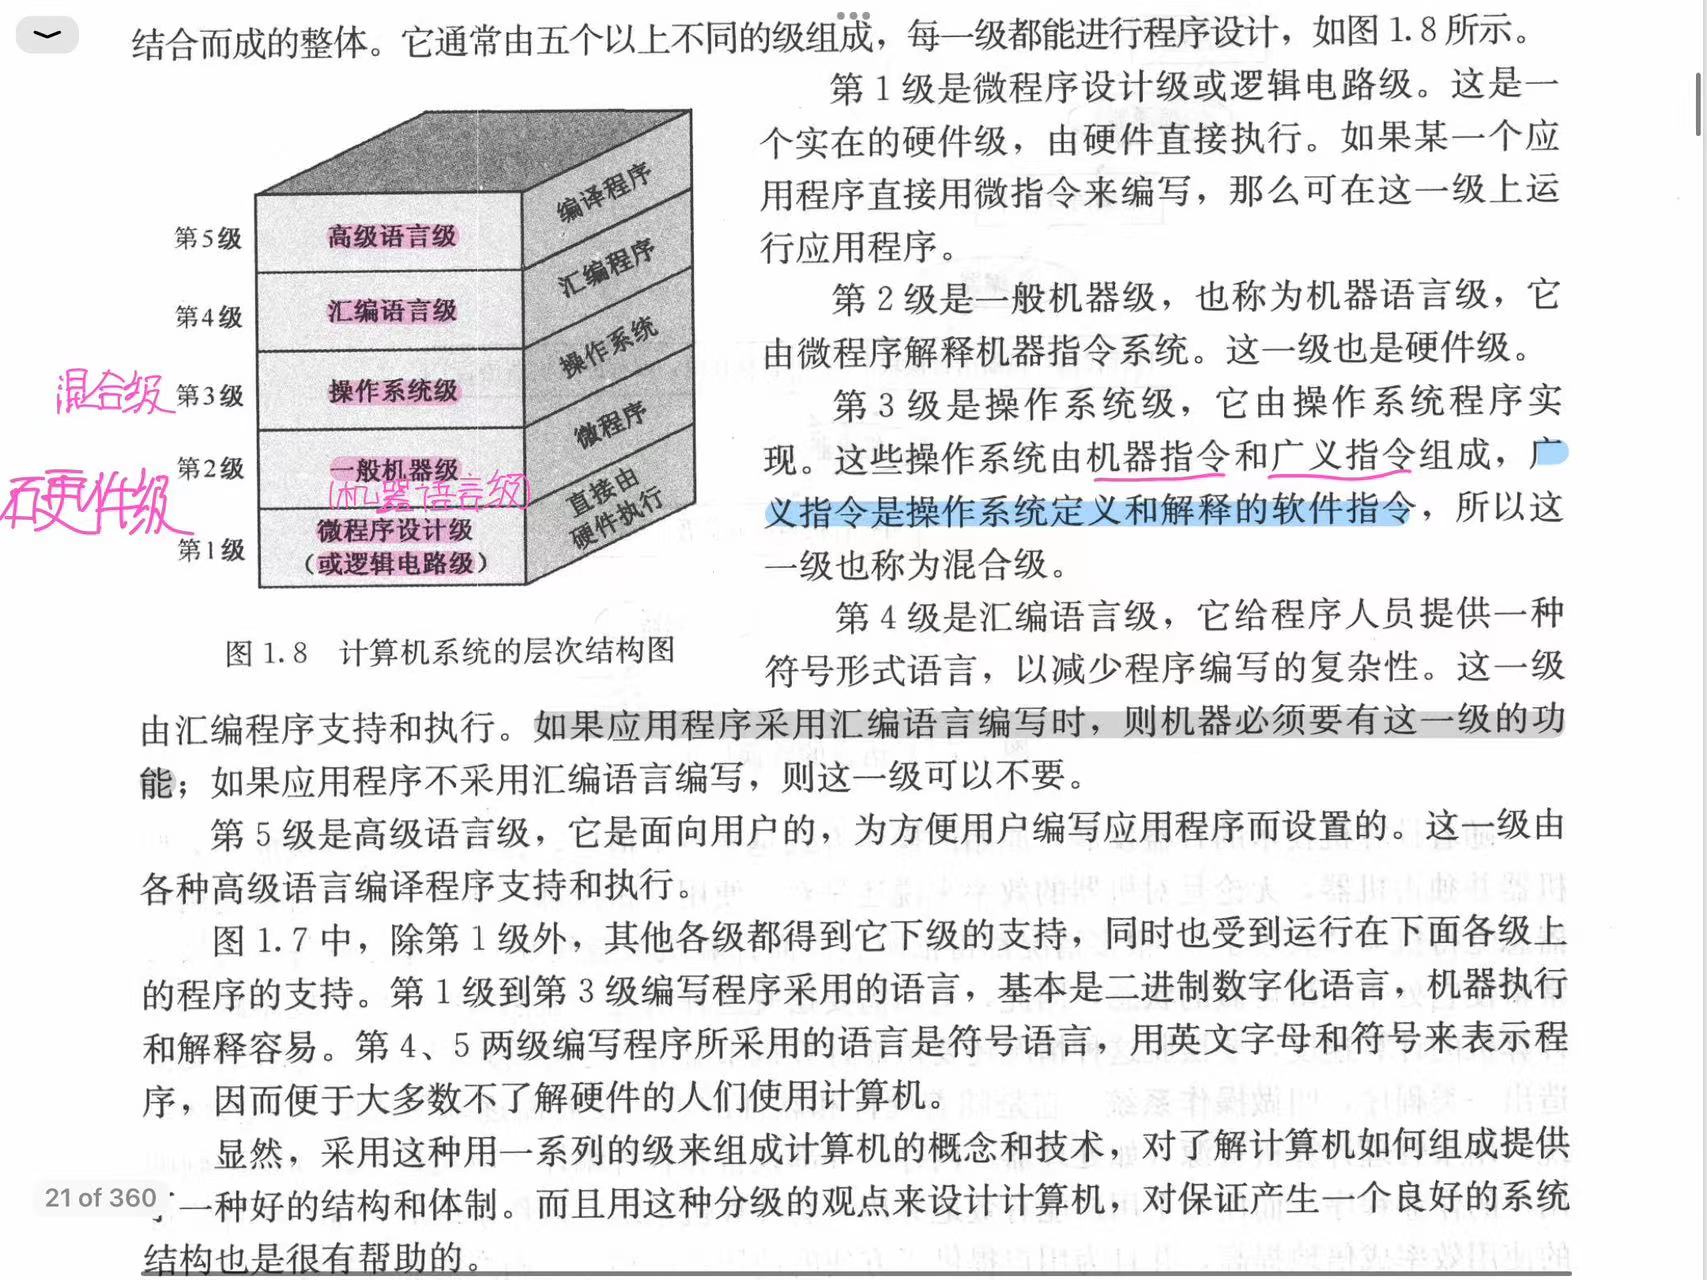 结合而成的整体。它通常由五个以上不同的级组成，每一级都能进行程序设计，如图1.8所示。
第1级是微程序设计级或逻辑电路级。这是一
个实在的硬件级，由硬件直接执行。如果某一个应
用程序直接用微指令来编写，那么可在这一级上运
行应用程序。
第2级是一般机器级，也称为机器语言级，它
由微程序解释机器指令系统。这一级也是硬件级。
第3级是操作系统级，它由操作系统程序实
现。这些操作系统由机器指令和广义指令组成，广
义指令是操作系统定义和解释的软件指令，所以这
一级也称为混合级。
第4级是汇编语言级，它给程序人员提供一种
符号形式语言，以减少程序编写的复杂性。这一级
第5级
高级语言级
编译程序
第4级
汇编语言级
汇编程序
混合级
第3级
操作系统级
操作系统
硬件级
第2级
一般机器级
(机器语言级)
微程序
第1级
微程序设计级
（或逻辑电路级）
直接由
硬件执行
图1.8 计算机系统的层次结构图
由汇编程序支持和执行。如果应用程序采用汇编语言编写时，则机器必须要有这一级的功
能；如果应用程序不采用汇编语言编写，则这一级可以不要。
第5级是高级语言级，它是面向用户的，为方便用户编写应用程序而设置的。这一级由
各种高级语言编译程序支持和执行。
图1.7中，除第1级外，其他各级都得到它下级的支持，同时也受到运行在下面各级上
的程序的支持。第1级到第3级编写程序采用的语言，基本是二进制数字化语言，机器执行
和解释容易。第4、5两级编写程序所采用的语言是符号语言，用英文字母和符号来表示程
序，因而便于大多数不了解硬件的人们使用计算机。
显然，采用这种用一系列的级来组成计算机的概念和技术，对了解计算机如何组成提供
了一种好的结构和体制。而且用这种分级的观点来设计计算机，对保证产生一个良好的系统
结构也是很有帮助的。
21 of 360